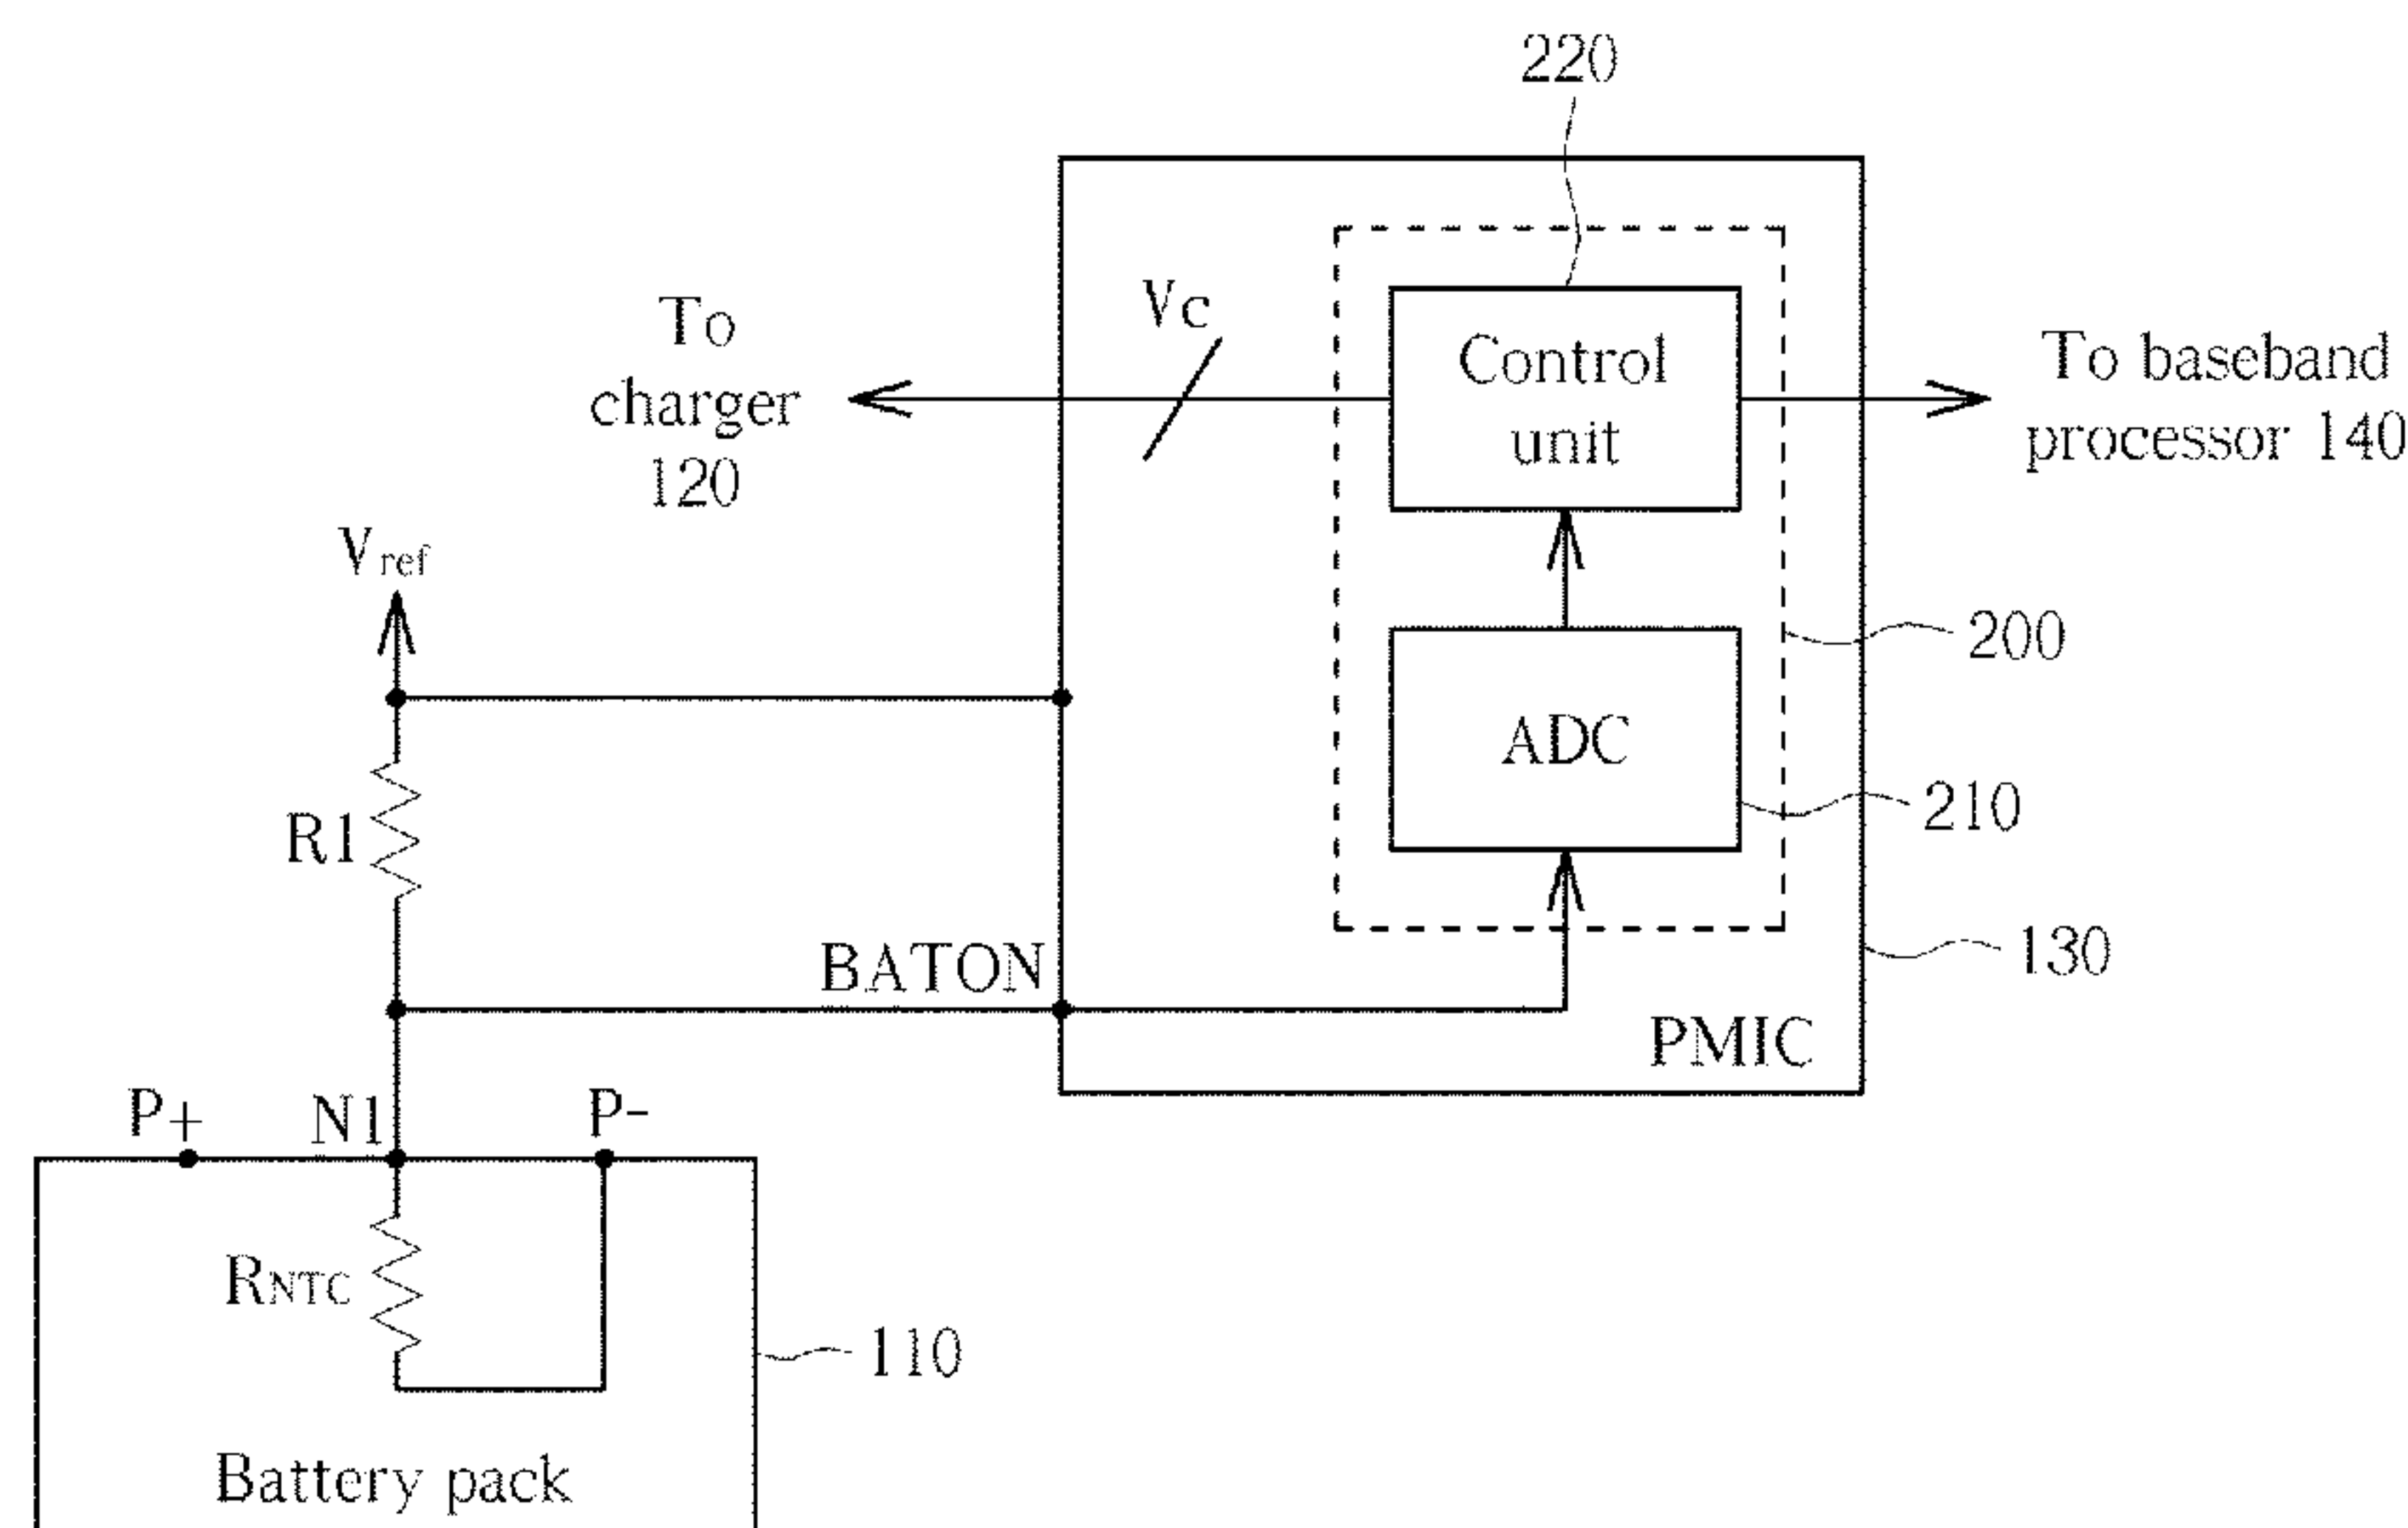 220
To
charger
120
Vc
Control
unit
To baseband
processor 140
Vref
200
ADC
R1
210
BATON
130
PMIC
P+
N1
P-
RNTC
110
Battery pack